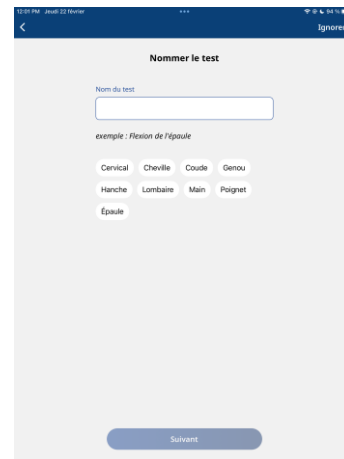 12:01 PM Jeudi 22 février ••• 94 %
Ignorer
Nommer le test
Nom du test
exemple : Flexion de l'épaule
Cervical Cheville Coude Genou
Hanche Lombaire Main Poignet
Épaule
Suivant